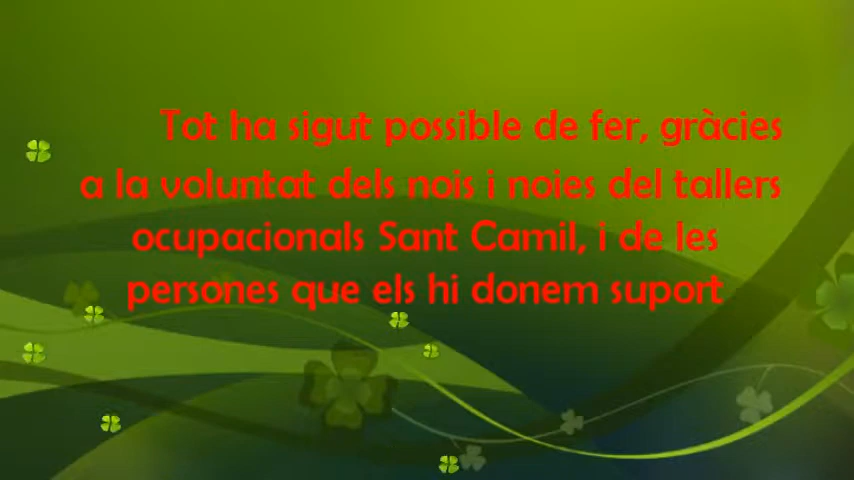 Tot ha sigut possible de fer, gràcies
a la voluntat dels nois i noies del tallers
ocupacionals Sant Camil, i de les
persones que els hi donem suport